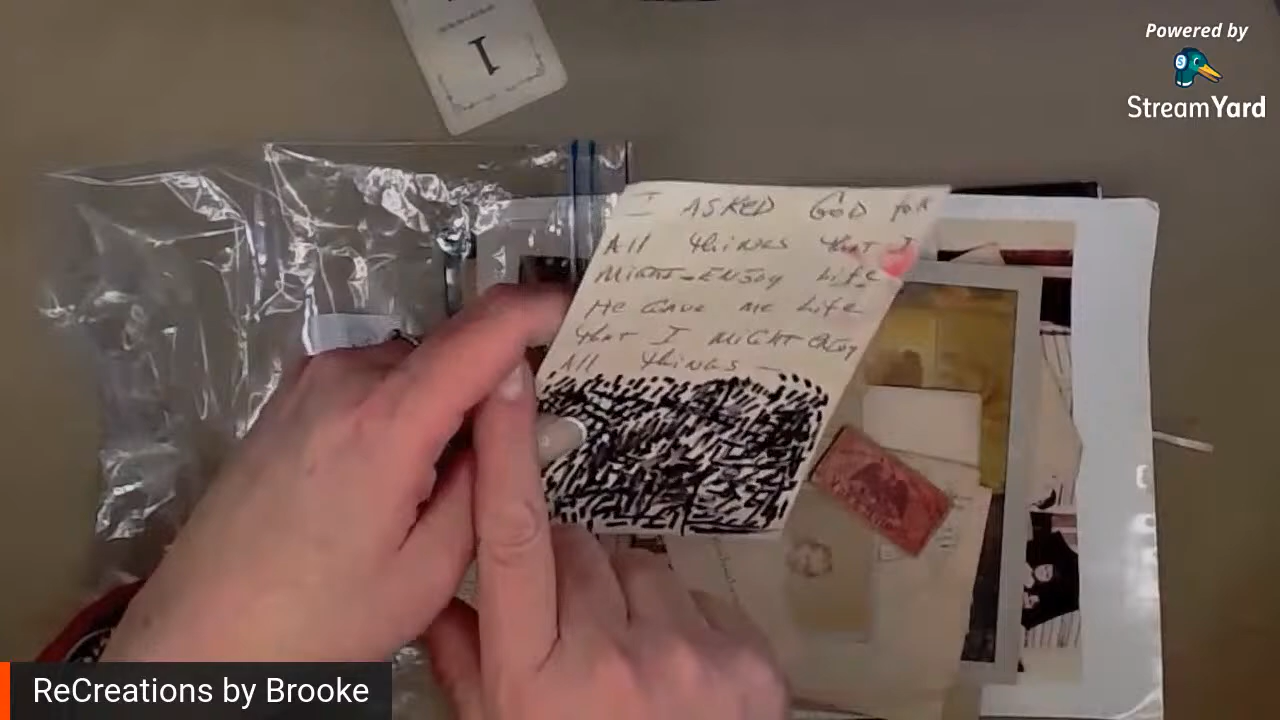 Powered by
StreamYard
I
I ASKED GOD FOR
All things that I
Might-ENJOY Life
He GAVE me Life
that I MIGHT ENJOY
All things —
ReCreations by Brooke